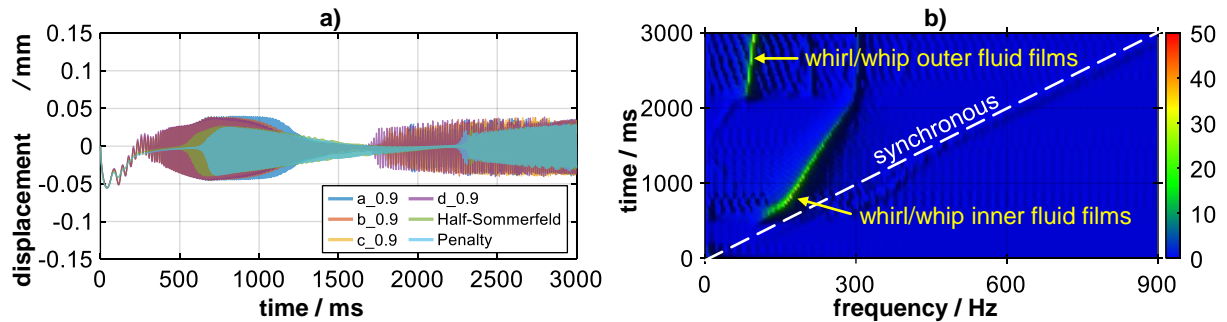 a)
0.15
0.1
0.05
0
-0.05
-0.1
-0.15
displacement / mm
0 500 1000 1500 2000 2500 3000
time / ms
a_0.9 d_0.9
b_0.9 Half-Sommerfeld
c_0.9 Penalty
b)
3000
2000
1000
0
time / ms
whirl/whip outer fluid films
synchronous
whirl/whip inner fluid films
0 300 600 900
frequency / Hz
50
40
30
20
10
0